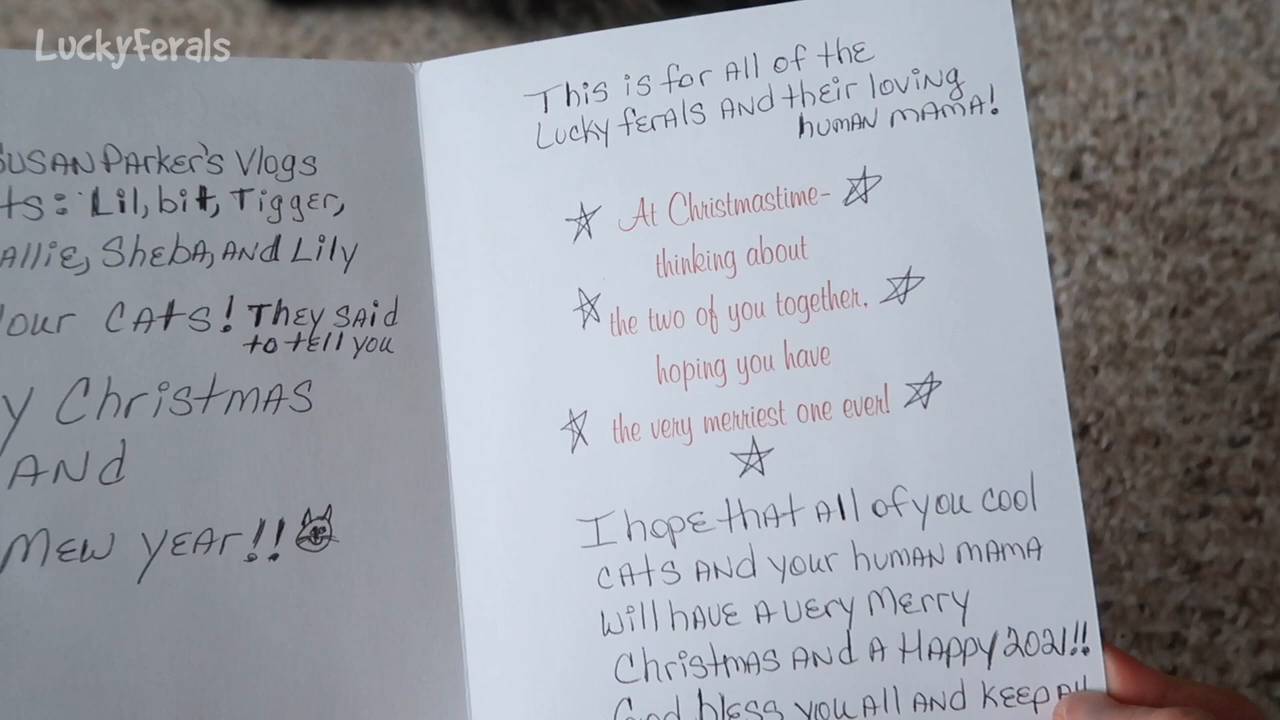 LuckyFerals
Susan Parker's Vlogs
ts: Lil, bit, Tigger,
allie, Sheba, and Lily
our cats! They said
to tell you
y Christmas
and
Mew Year!!
This is for all of the
Lucky ferals and their loving
human mama!
At Christmastime-
thinking about
the two of you together,
hoping you have
the very merriest one ever!
I hope that all of you cool
cats and your human mama
will have a very Merry
Christmas and a Happy 2021!!
God bless you all and keep all